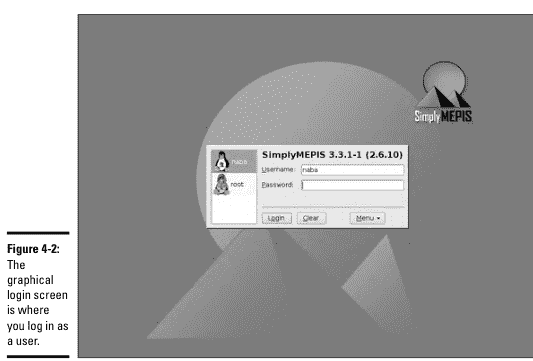 SimplyMEPIS
SimplyMEPIS 3.3.1-1 (2.6.10)
naba
root
Username: naba
Password:
Login Clear Menu
Figure 4-2:
The
graphical
login screen
is where
you log in as
a user.